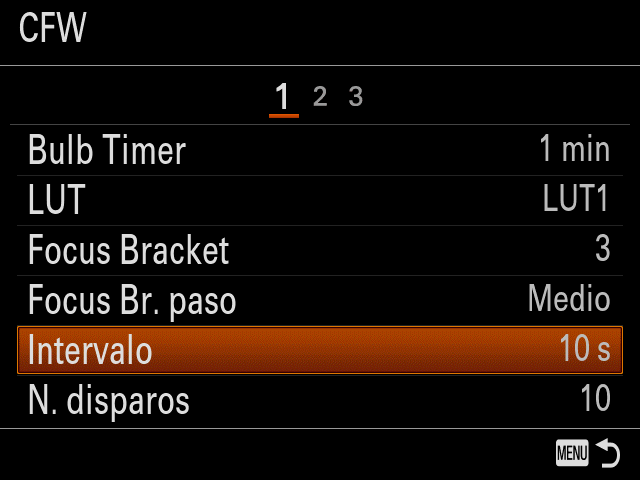 CFW
1 2 3
Bulb Timer 1 min
LUT LUT1
Focus Bracket 3
Focus Br. paso Medio
Intervalo 10 s
N. disparos 10
MENU